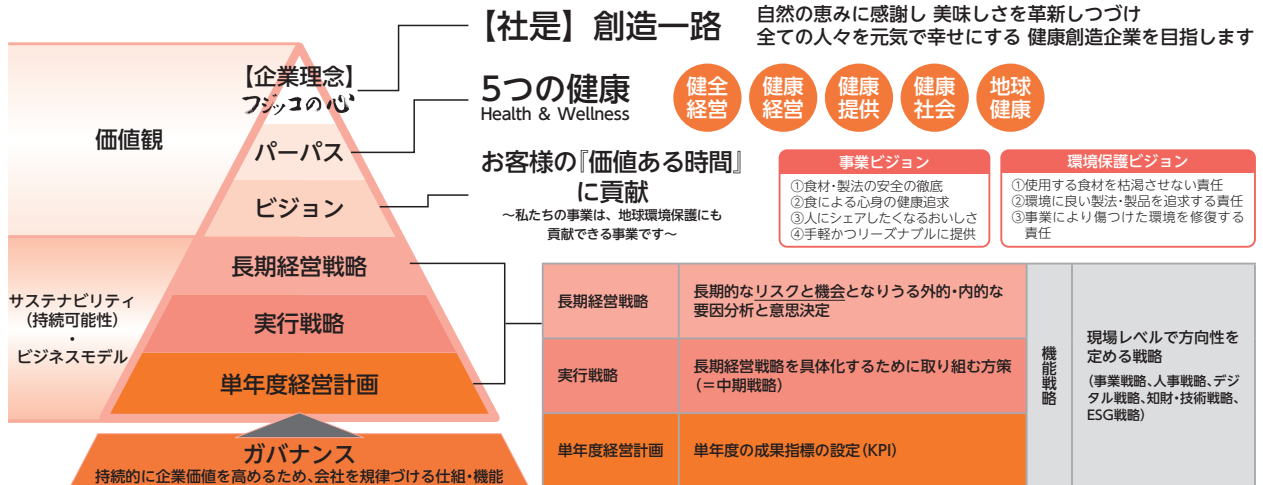 【社是】創造一路
自然の恵みに感謝し 美味しさを革新しつづけ
全ての人々を元気で幸せにする 健康創造企業を目指します
【企業理念】
フジッコの心
5つの健康
Health & Wellness
健全
経営
健康
経営
健康
提供
健康
社会
地球
健康
価値観
パーパス
ビジョン
お客様の『価値ある時間』
に貢献
〜私たちの事業は、地球環境保護にも
貢献できる事業です〜
事業ビジョン
①食材・製法の安全の徹底
②食による心身の健康追求
③人にシェアしたくなるおいしさ
④手軽かつリーズナブルに提供
環境保護ビジョン
①使用する食材を枯渇させない責任
②環境に良い製法・製品を追求する責任
③事業により傷つけた環境を修復する
責任
サステナビリティ
（持続可能性）
・
ビジネスモデル
長期経営戦略
実行戦略
単年度経営計画
長期経営戦略
長期的なリスクと機会となりうる外的・内的な
要因分析と意思決定
実行戦略
長期経営戦略を具体化するために取り組む方策
（＝中期戦略）
単年度経営計画
単年度の成果指標の設定（KPI）
機能戦略
現場レベルで方向性を
定める戦略
（事業戦略、人事戦略、デジ
タル戦略、知財・技術戦略、
ESG戦略）
ガバナンス
持続的に企業価値を高めるため、会社を規律づける仕組・機能